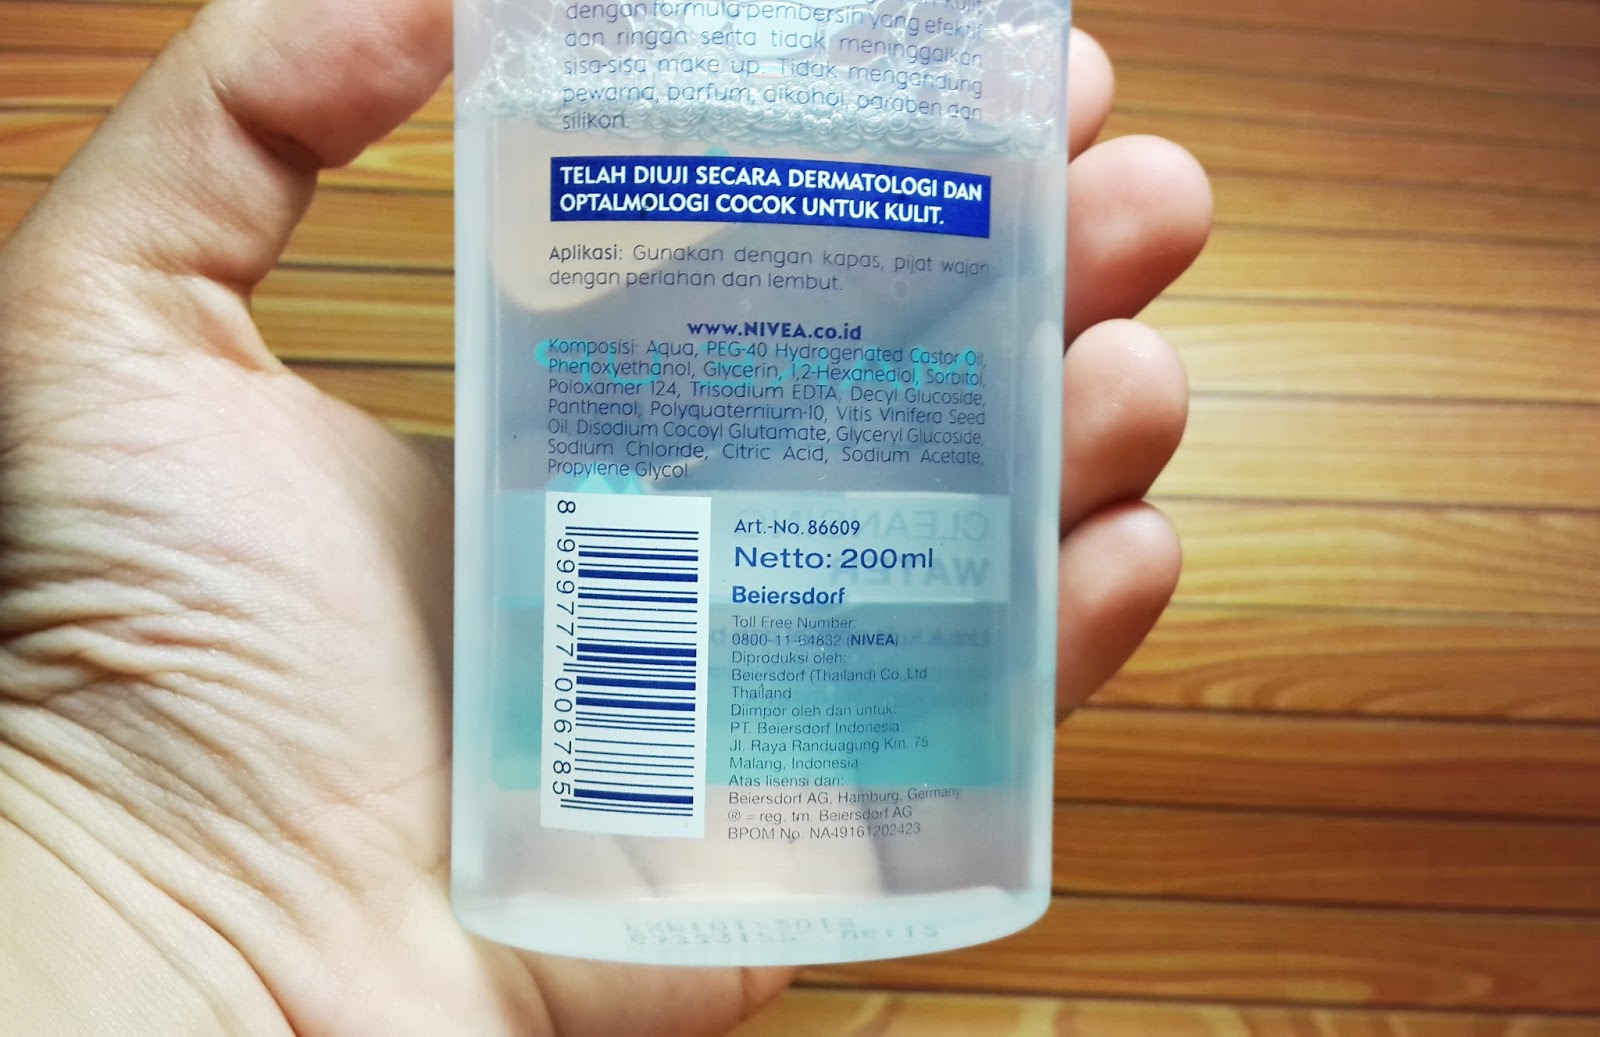 kulit
dengan formula pembersih yang efektif
dan ringan serta tidak meninggalkan
sisa-sisa make up. Tidak mengandung
pewarna, parfum, alkohol, paraben dan
silikon.
TELAH DIUJI SECARA DERMATOLOGI DAN
OPTALMOLOGI COCOK UNTUK KULIT.
Aplikasi: Gunakan dengan kapas, pijat wajah
dengan perlahan dan lembut.
www.NIVEA.co.id
Komposisi: Aqua, PEG-40 Hydrogenated Castor Oil,
Phenoxyethanol, Glycerin, 1,2-Hexanediol, Sorbitol,
Poloxamer 124, Trisodium EDTA, Decyl Glucoside,
Panthenol, Polyquaternium-10, Vitis Vinifera Seed
Oil, Disodium Cocoyl Glutamate, Glyceryl Glucoside,
Sodium Chloride, Citric Acid, Sodium Acetate,
Propylene Glycol
8 999777 006785
CLEANSING
WATER
Art.-No. 86609
Netto: 200ml
Beiersdorf
Toll Free Number:
0800-11-64832 (NIVEA)
Diproduksi oleh:
Beiersdorf (Thailand) Co.,Ltd
Thailand
Diimpor oleh dan untuk:
PT. Beiersdorf Indonesia
Jl. Raya Randuagung Km. 75
Malang, Indonesia
Atas lisensi dari:
Beiersdorf AG, Hamburg, Germany
® = reg. tm. Beiersdorf AG
BPOM No. NA49161202423